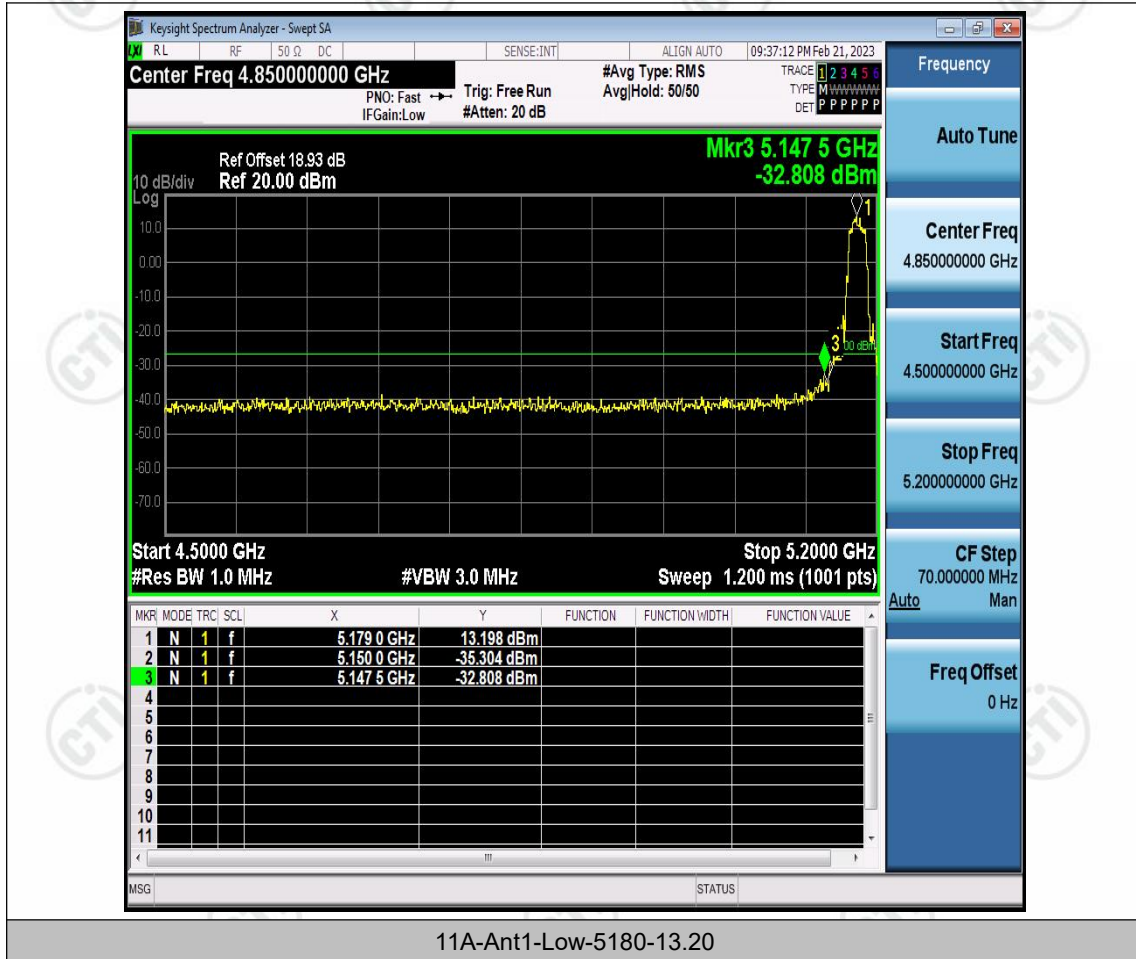 Keysight Spectrum Analyzer - Swept SA
LXI RL RF 50 Ω DC SENSE:INT ALIGN AUTO 09:37:12 PM Feb 21, 2023
Center Freq 4.850000000 GHz
PNO: Fast
IFGain:Low
Trig: Free Run
#Atten: 20 dB
#Avg Type: RMS
Avg|Hold: 50/50
TRACE 1 2 3 4 5 6
TYPE M WWWWW
DET P P P P P P
Mkr3 5.147 5 GHz
-32.808 dBm
Ref Offset 18.93 dB
Ref 20.00 dBm
10 dB/div
Log
10.0
0.00
-10.0
-20.0
-30.0
-40.0
-50.0
-60.0
-70.0
1
3
00 dBm
Start 4.5000 GHz
Stop 5.2000 GHz
#Res BW 1.0 MHz #VBW 3.0 MHz Sweep 1.200 ms (1001 pts)
MKR MODE TRC SCL X Y FUNCTION FUNCTION WIDTH FUNCTION VALUE
1 N 1 f 5.179 0 GHz 13.198 dBm
2 N 1 f 5.150 0 GHz -35.304 dBm
3 N 1 f 5.147 5 GHz -32.808 dBm
4
5
6
7
8
9
10
11
MSG STATUS
Frequency
Auto Tune
Center Freq
4.850000000 GHz
Start Freq
4.500000000 GHz
Stop Freq
5.200000000 GHz
CF Step
70.000000 MHz
Auto Man
Freq Offset
0 Hz
CTI
CTI
CTI
CTI
11A-Ant1-Low-5180-13.20